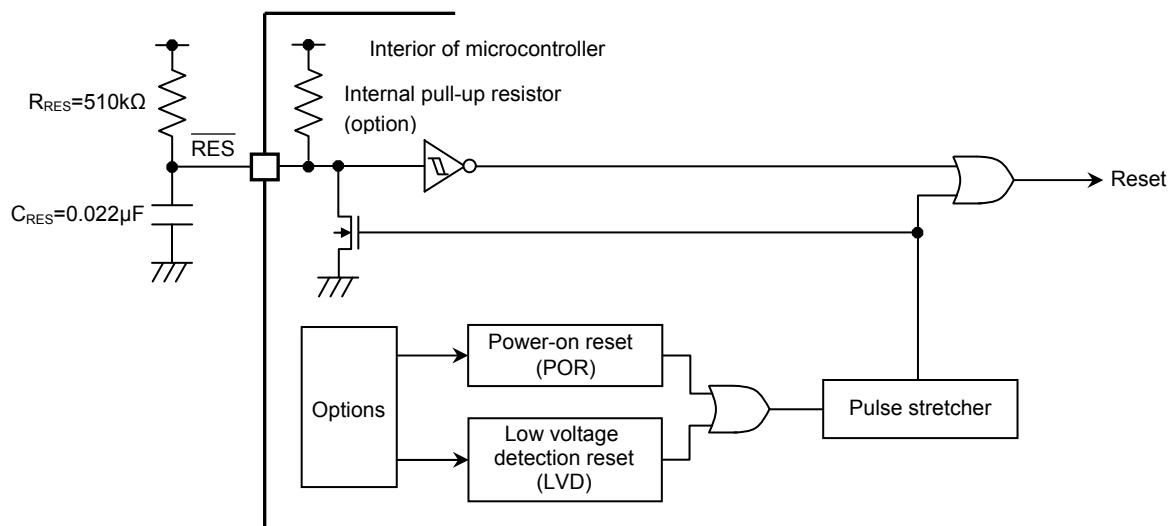 Interior of microcontroller
RRES=510kΩ
Internal pull-up resistor
(option)
RES
Reset
CRES=0.022μF
Options
Power-on reset
(POR)
Low voltage
detection reset
(LVD)
Pulse stretcher